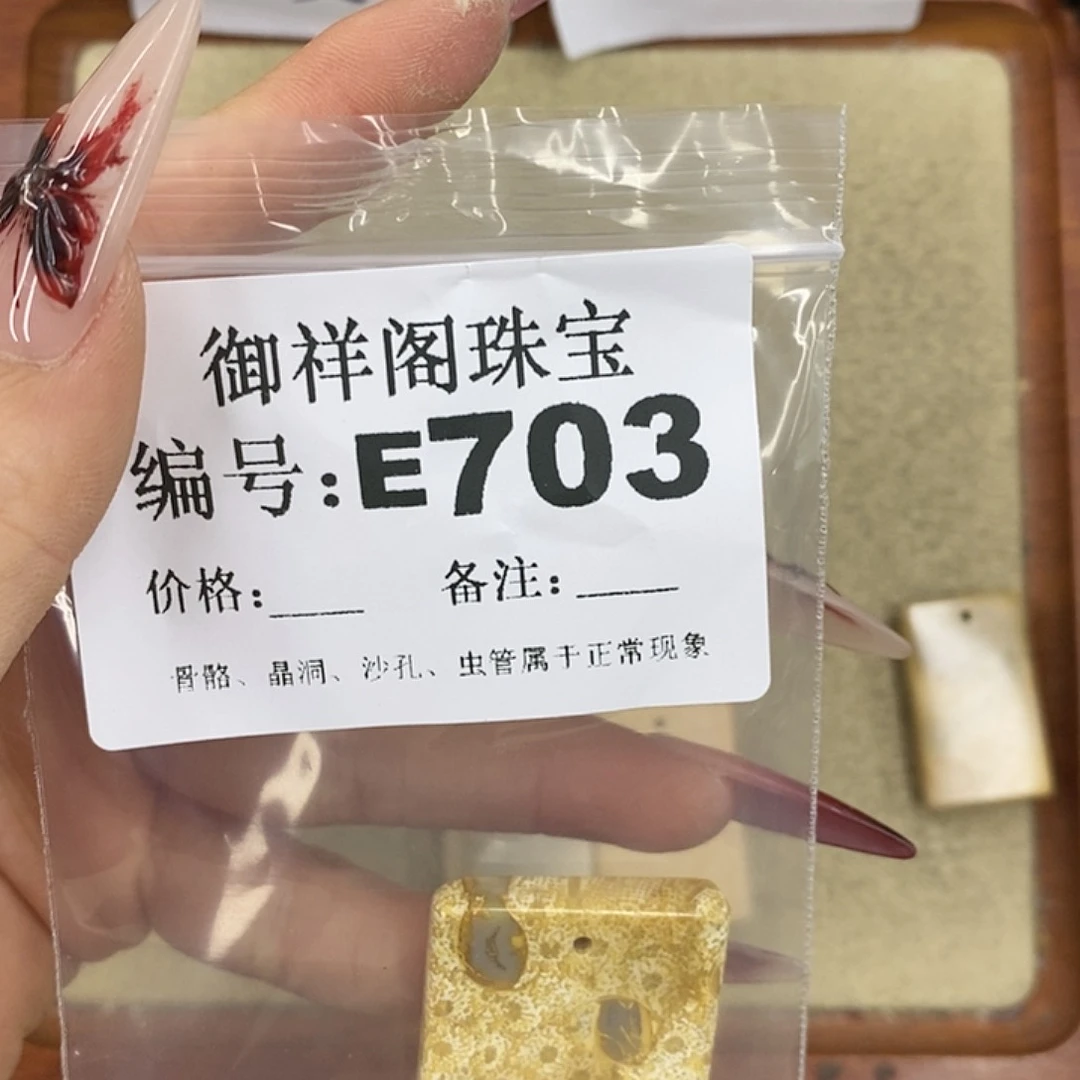 御祥阁珠宝
编号:E703
价格:____ 备注:____
骨骼、晶洞、沙孔、虫管属于正常现象